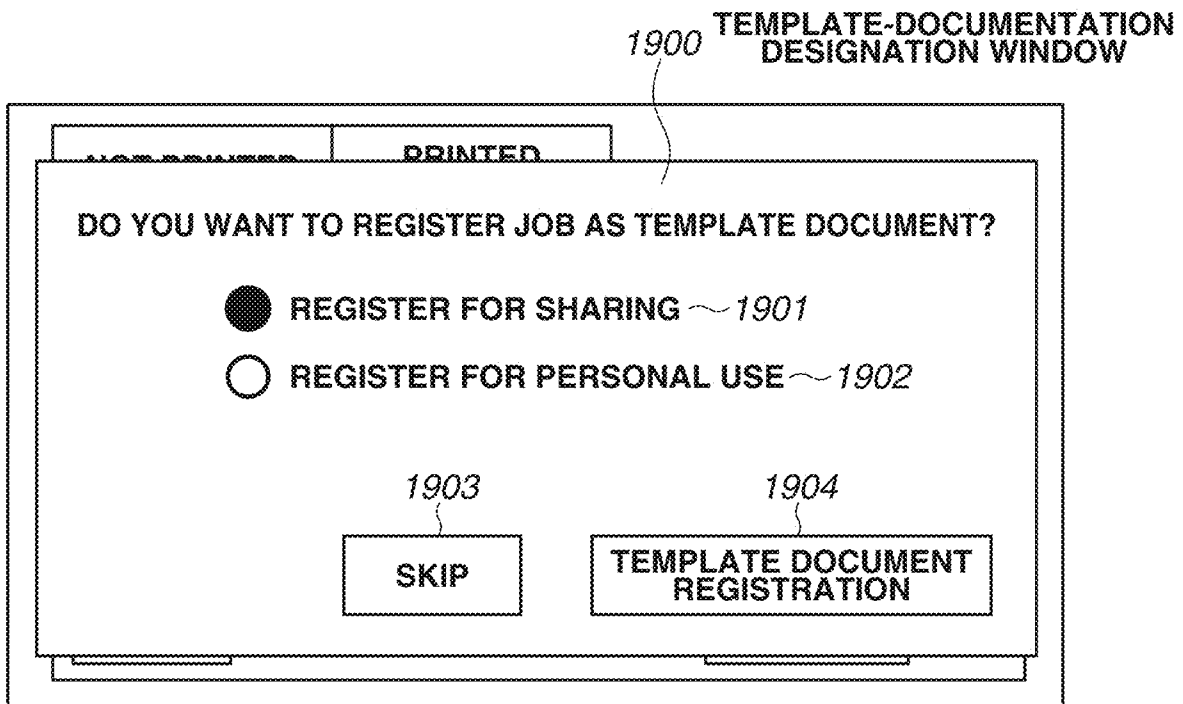 TEMPLATE-DOCUMENTATION
DESIGNATION WINDOW
1900
PRINTED
DO YOU WANT TO REGISTER JOB AS TEMPLATE DOCUMENT?
REGISTER FOR SHARING 1901
REGISTER FOR PERSONAL USE 1902
1903 1904
SKIP
TEMPLATE DOCUMENT
REGISTRATION